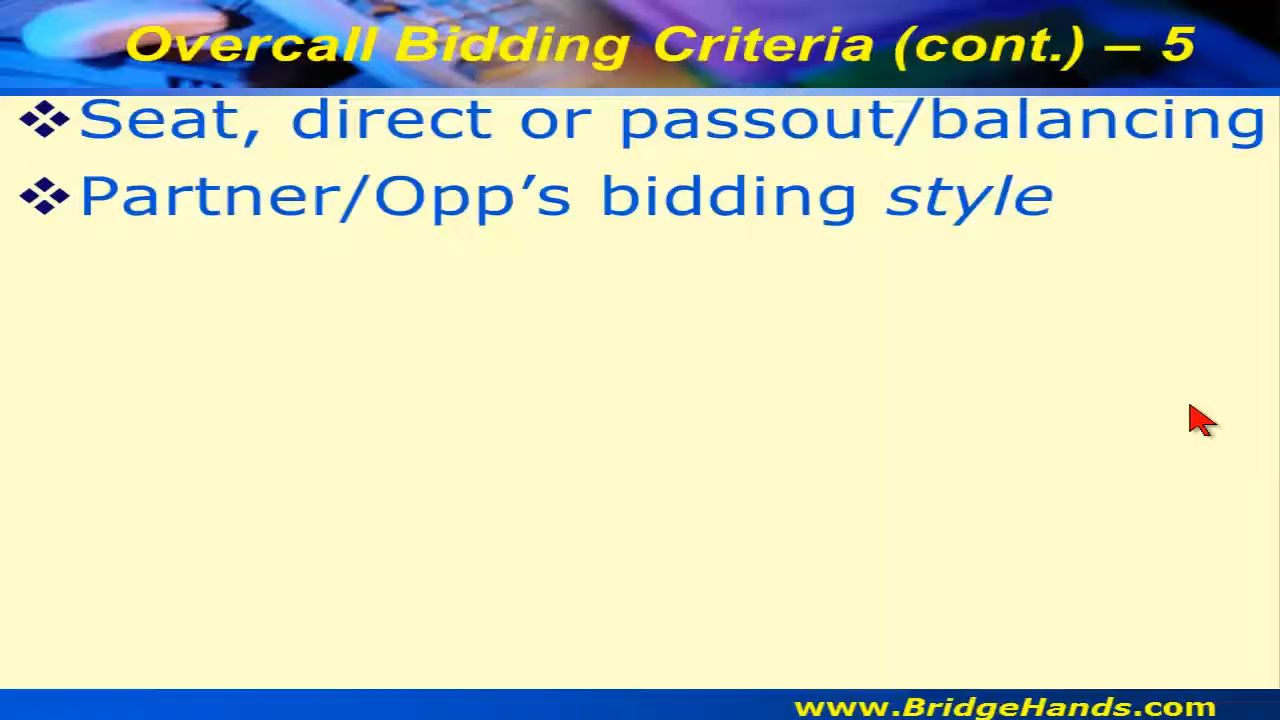 Overcall Bidding Criteria (cont.) – 5
Seat, direct or passout/balancing
Partner/Opp’s bidding style
www.BridgeHands.com